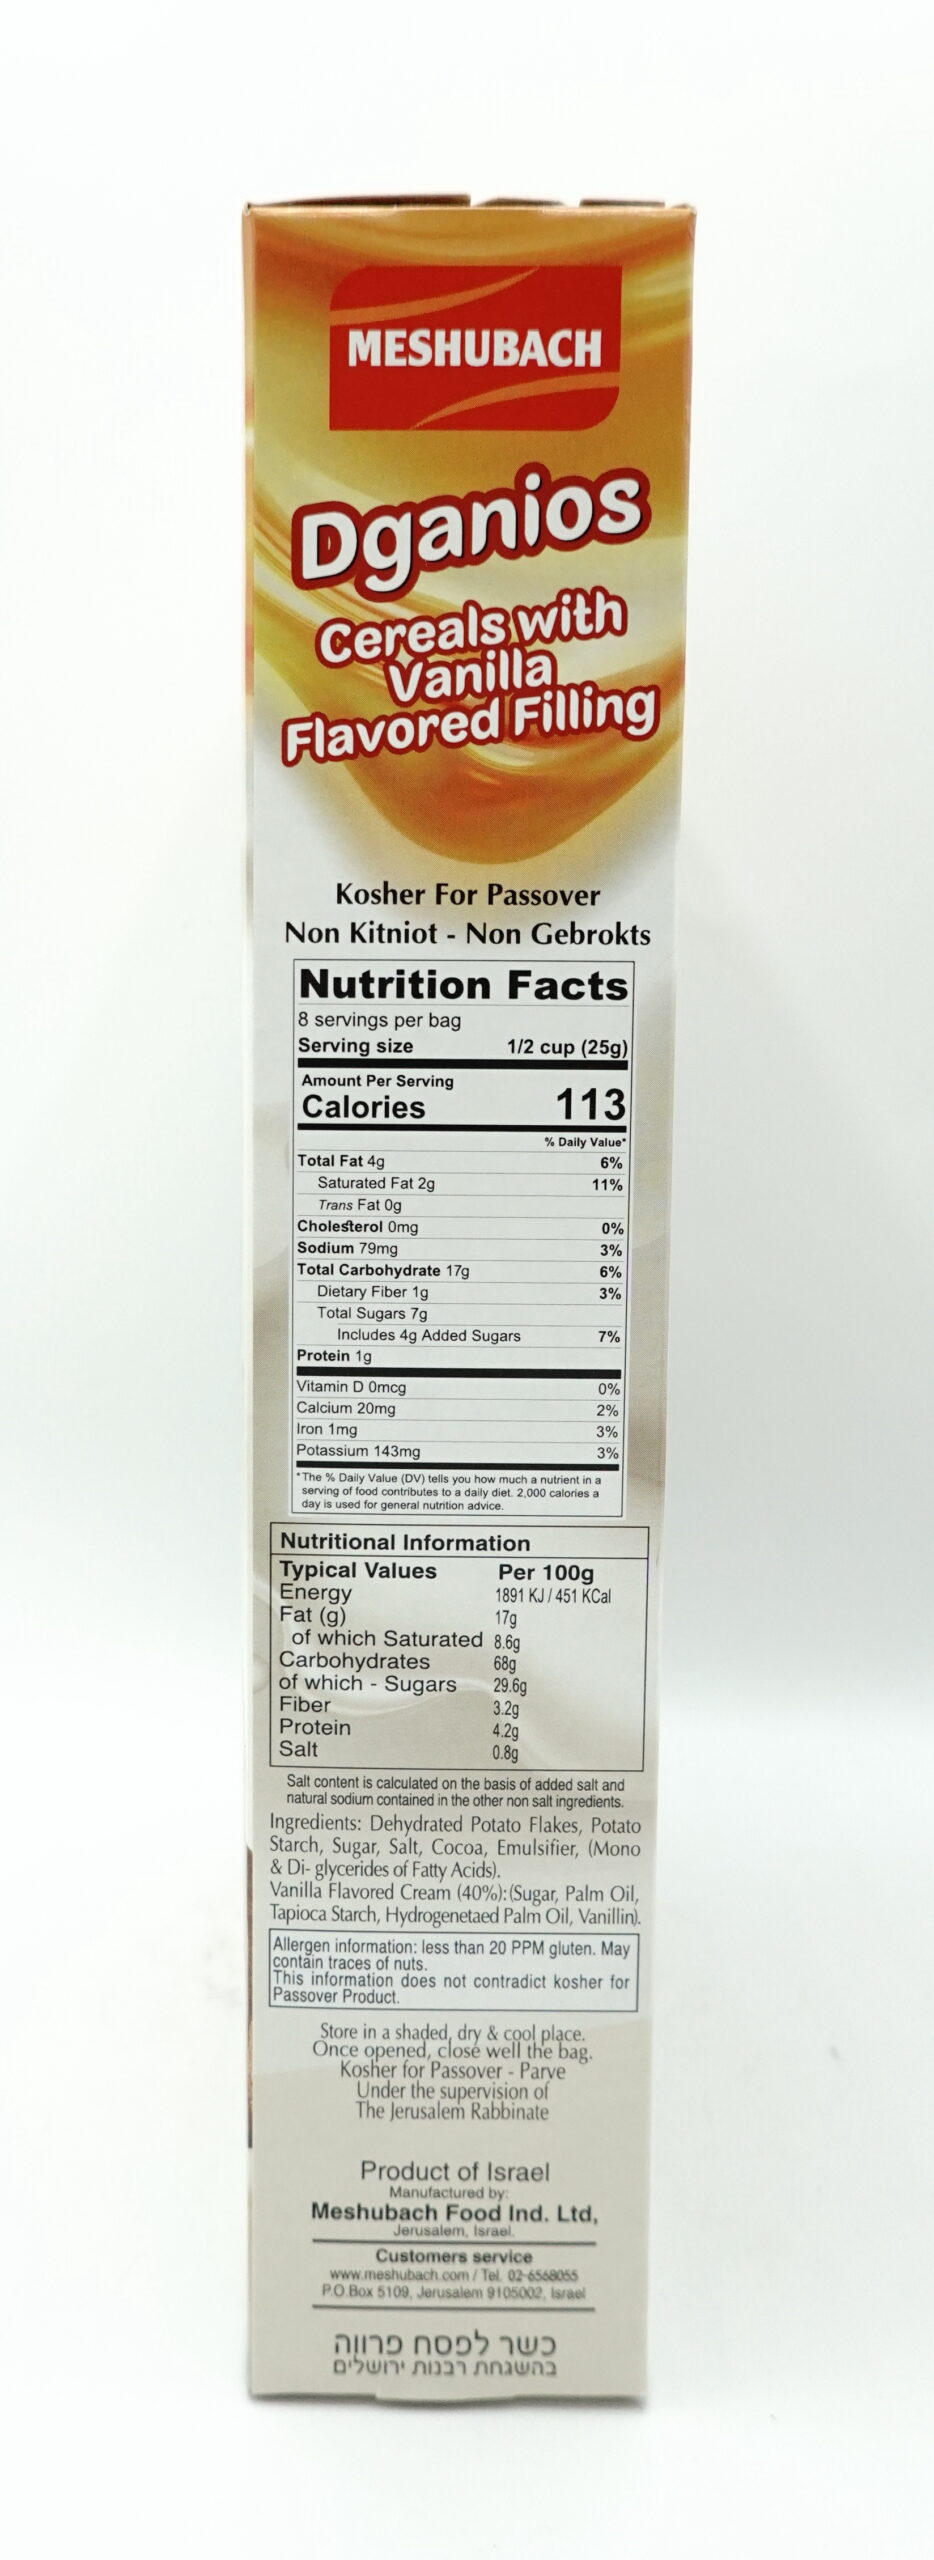 MESHUBACH
Dganios
Cereals with
Vanilla
Flavored Filling
Kosher For Passover
Non Kitniot - Non Gebrokts
Nutrition Facts
8 servings per bag
Serving size 1/2 cup (25g)
Amount Per Serving
Calories 113
% Daily Value*
Total Fat 4g 6%
Saturated Fat 2g 11%
Trans Fat 0g
Cholesterol 0mg 0%
Sodium 79mg 3%
Total Carbohydrate 17g 6%
Dietary Fiber 1g 3%
Total Sugars 7g
Includes 4g Added Sugars 7%
Protein 1g
Vitamin D 0mcg 0%
Calcium 20mg 2%
Iron 1mg 3%
Potassium 143mg 3%
*The % Daily Value (DV) tells you how much a nutrient in a
serving of food contributes to a daily diet. 2,000 calories a
day is used for general nutrition advice.
Nutritional Information
Typical Values Per 100g
Energy 1891 KJ / 451 KCal
Fat (g) 17g
of which Saturated 8.6g
Carbohydrates 68g
of which - Sugars 29.6g
Fiber 3.2g
Protein 4.2g
Salt 0.8g
Salt content is calculated on the basis of added salt and
natural sodium contained in the other non salt ingredients.
Ingredients: Dehydrated Potato Flakes, Potato
Starch, Sugar, Salt, Cocoa, Emulsifier, (Mono
& Di- glycerides of Fatty Acids).
Vanilla Flavored Cream (40%):(Sugar, Palm Oil,
Tapioca Starch, Hydrogenetaed Palm Oil, Vanillin).
Allergen information: less than 20 PPM gluten. May
contain traces of nuts.
This information does not contradict kosher for
Passover Product.
Store in a shaded, dry & cool place.
Once opened, close well the bag.
Kosher for Passover - Parve
Under the supervision of
The Jerusalem Rabbinate
Product of Israel
Manufactured by:
Meshubach Food Ind. Ltd,
Jerusalem, Israel.
Customers service
www.meshubach.com / Tel. 02-6568055
P.O.Box 5109, Jerusalem 9105002, Israel
כשר לפסח פרווה
בהשגחת רבנות ירושלים